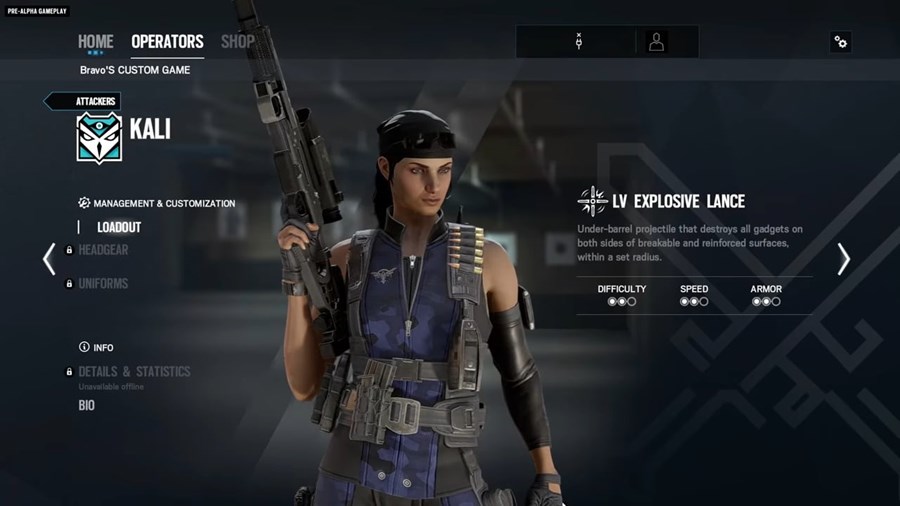 PRE-ALPHA GAMEPLAY
HOME OPERATORS SHOP
Bravo'S CUSTOM GAME
ATTACKERS
KALI
MANAGEMENT & CUSTOMIZATION
LOADOUT
HEADGEAR
UNIFORMS
INFO
DETAILS & STATISTICS
Unavailable offline
BIO
LV EXPLOSIVE LANCE
Under-barrel projectile that destroys all gadgets on
both sides of breakable and reinforced surfaces,
within a set radius.
DIFFICULTY SPEED ARMOR